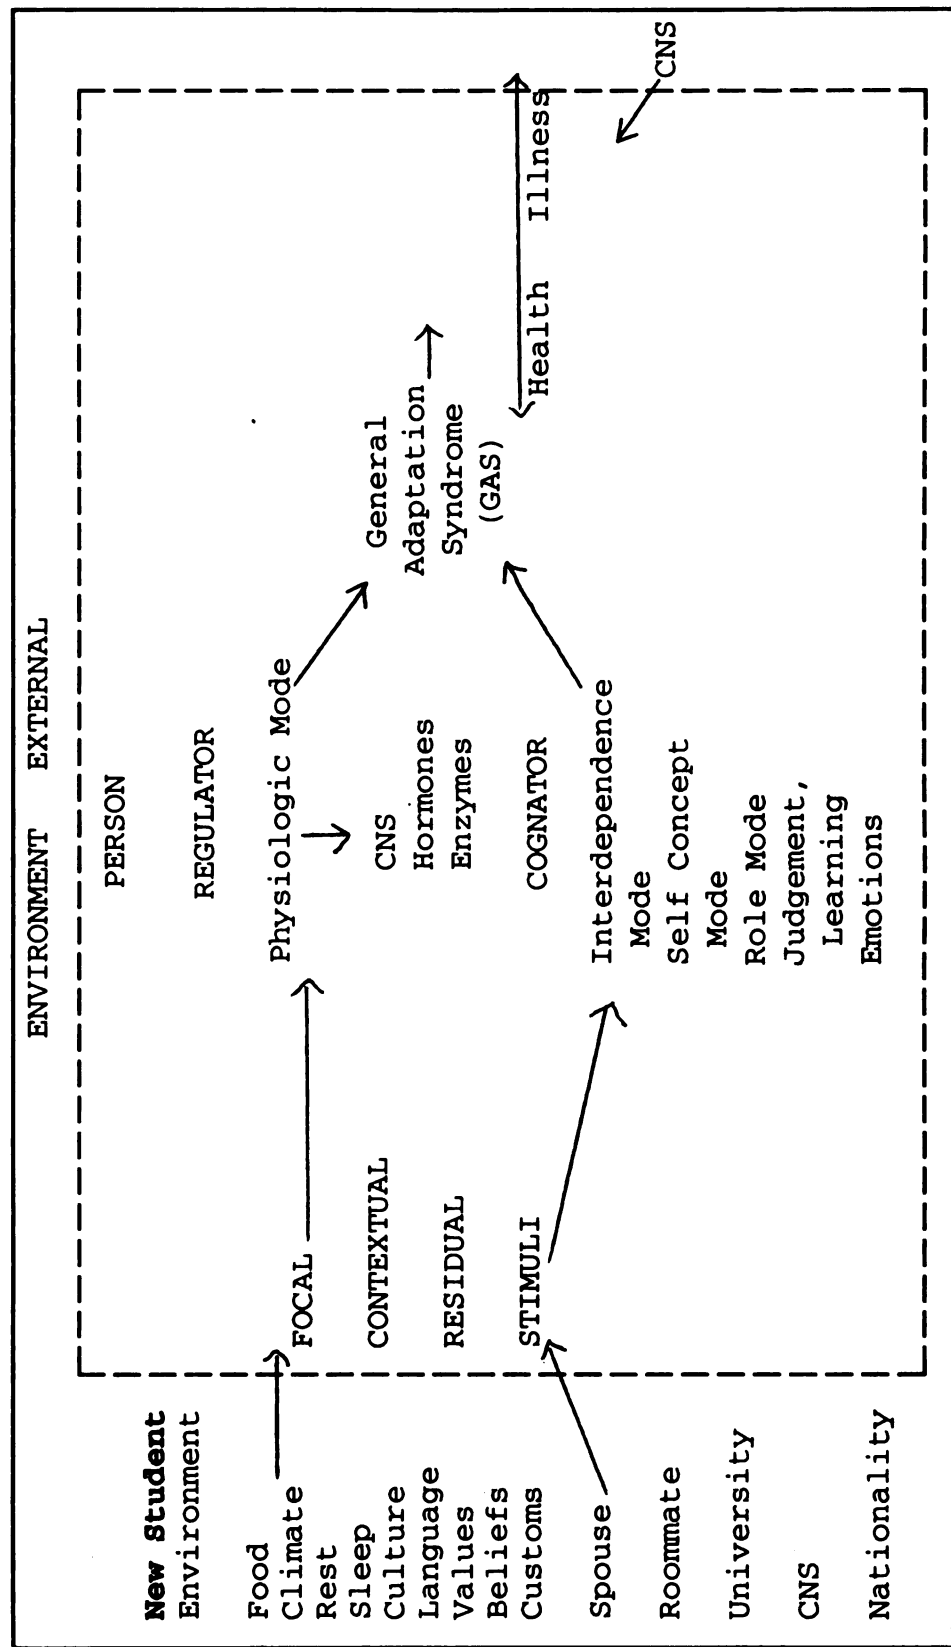 ENVIRONMENT EXTERNAL
New Student
Environment
Food
Climate
Rest
Sleep
Culture
Language
Values
Beliefs
Customs
Spouse
Roommate
University
CNS
Nationality
FOCAL
CONTEXTUAL
RESIDUAL
STIMULI
PERSON
REGULATOR
Physiologic Mode
CNS
Hormones
Enzymes
COGNATOR
Interdependence
Mode
Self Concept
Mode
Role Mode
Judgement,
Learning
Emotions
General
Adaptation
Syndrome
(GAS)
Health Illness
CNS